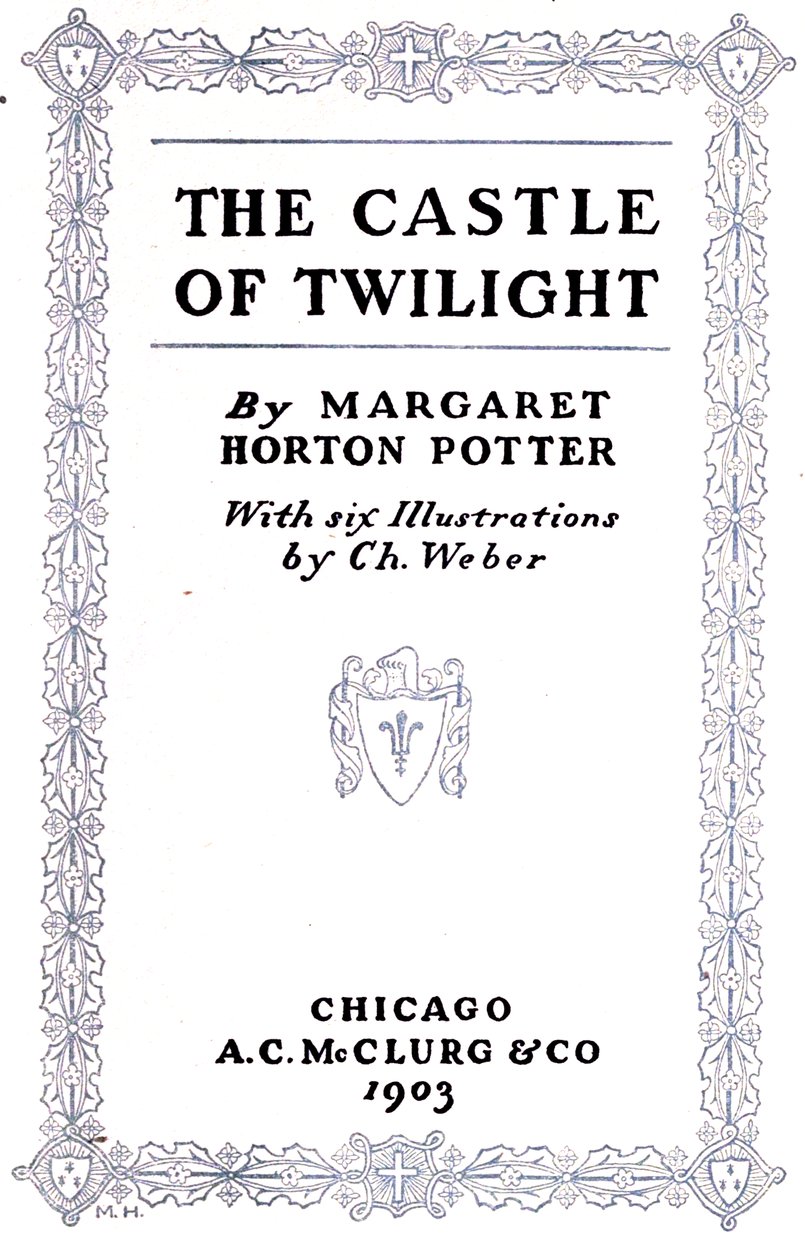 THE CASTLE
OF TWILIGHT
By MARGARET
HORTON POTTER
With six Illustrations
by Ch. Weber
CHICAGO
A. C. McCLURG & CO
1903
M. H.